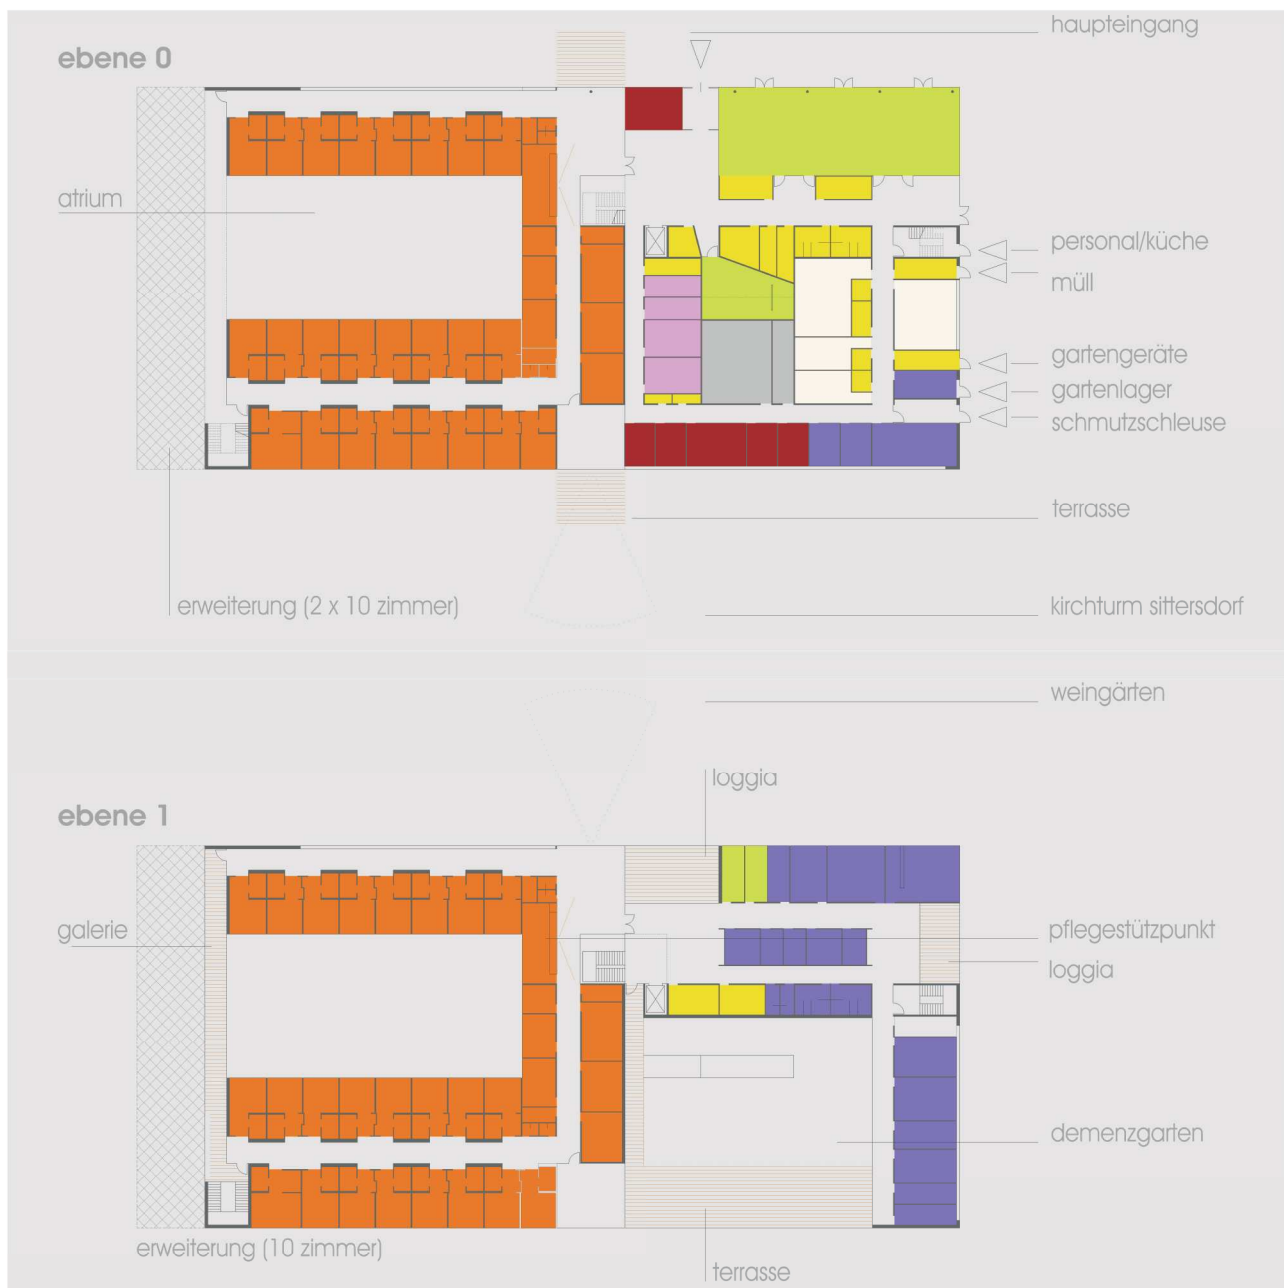 haupteingang
ebene 0
atrium
personal/küche
müll
gartengeräte
gartenlager
schmutzschleuse
terrasse
erweiterung (2 x 10 zimmer)
kirchturm sittersdorf
weingärten
loggia
ebene 1
galerie
pflegestützpunkt
loggia
demenzgarten
erweiterung (10 zimmer)
terrasse